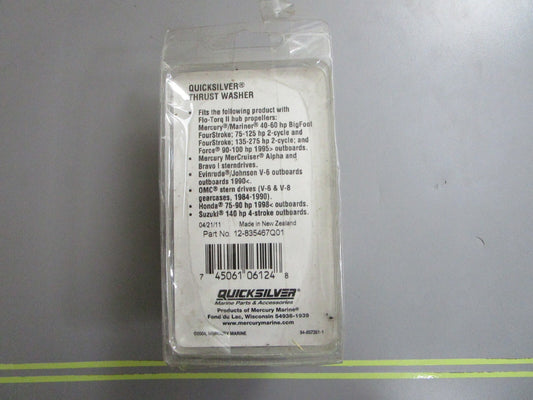 QUICKSILVER®
THRUST WASHER
• Fits the following product with
Flo-Torq II hub propellers:
Mercury®/Mariner® 40-60 hp BigFoot
FourStroke; 75-125 hp 2-cycle and
FourStroke; 135-275 hp 2-cycle; and
Force® 90-100 hp 1995> outboards.
• Mercury MerCruiser® Alpha and
Bravo I sterndrives.
• Evinrude®/Johnson V-6 outboards
outboards 1990<.
• OMC® stern drives (V-6 & V-8
gearcases, 1984-1990).
• Honda® 75-90 hp 1998< outboards.
• Suzuki® 140 hp 4-stroke outboards.
04/21/11 Made in New Zealand
Part No. 12-835467Q01
7 45061 06124 8
QUICKSILVER®
Marine Parts & Accessories
Products of Mercury Marine®
Fond du Lac, Wisconsin 54936-1939
www.mercurymarine.com
MERCURY MARINE